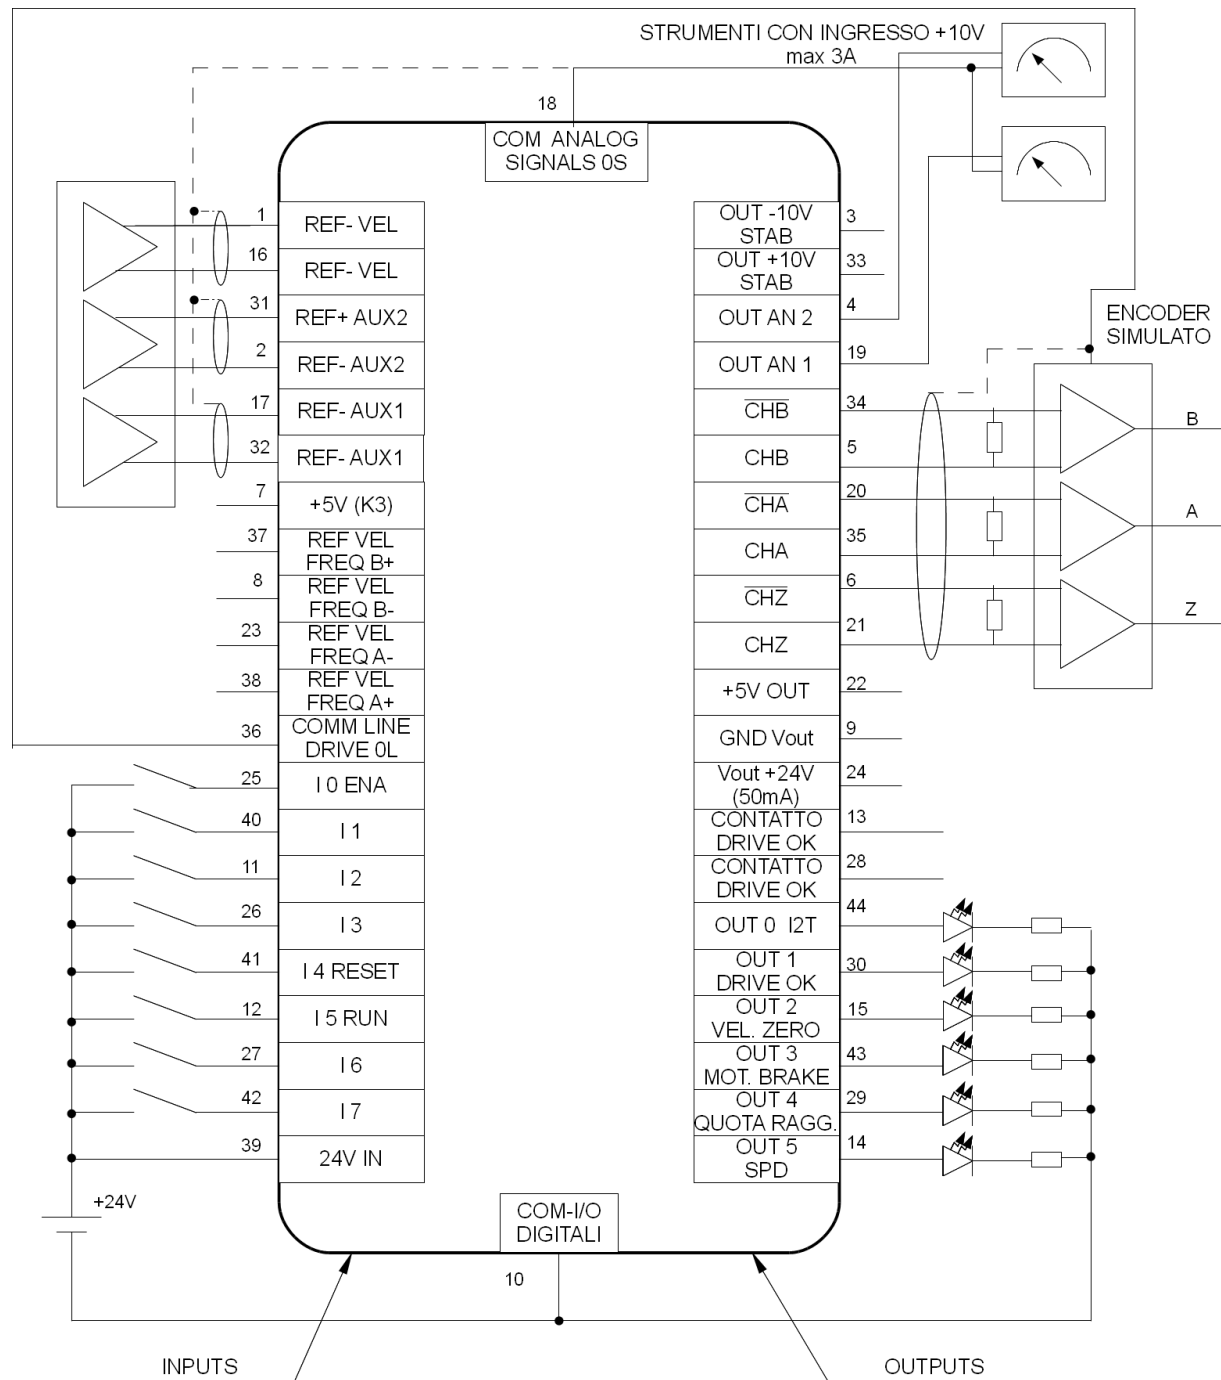 STRUMENTI CON INGRESSO +10V
max 3A
18
COM ANALOG
SIGNALS 0S
1
REF- VEL
16
REF- VEL
31
REF+ AUX2
2
REF- AUX2
17
REF- AUX1
32
REF- AUX1
7
+5V (K3)
37
REF VEL
FREQ B+
8
REF VEL
FREQ B-
23
REF VEL
FREQ A-
38
REF VEL
FREQ A+
36
COMM LINE
DRIVE 0L
25
I 0 ENA
40
I 1
11
I 2
26
I 3
41
I 4 RESET
12
I 5 RUN
27
I 6
42
I 7
39
24V IN
+24V
OUT -10V
STAB
3
OUT +10V
STAB
33
OUT AN 2
4
OUT AN 1
19
C̅H̅B̅
34
CHB
5
C̅H̅A̅
20
CHA
35
C̅H̅Z̅
6
CHZ
21
+5V OUT
22
GND Vout
9
Vout +24V
(50mA)
24
CONTATTO
DRIVE OK
13
CONTATTO
DRIVE OK
28
OUT 0 I2T
44
OUT 1
DRIVE OK
30
OUT 2
VEL. ZERO
15
OUT 3
MOT. BRAKE
43
OUT 4
QUOTA RAGG.
29
OUT 5
SPD
14
ENCODER
SIMULATO
B
A
Z
COM-I/O
DIGITALI
10
INPUTS
OUTPUTS